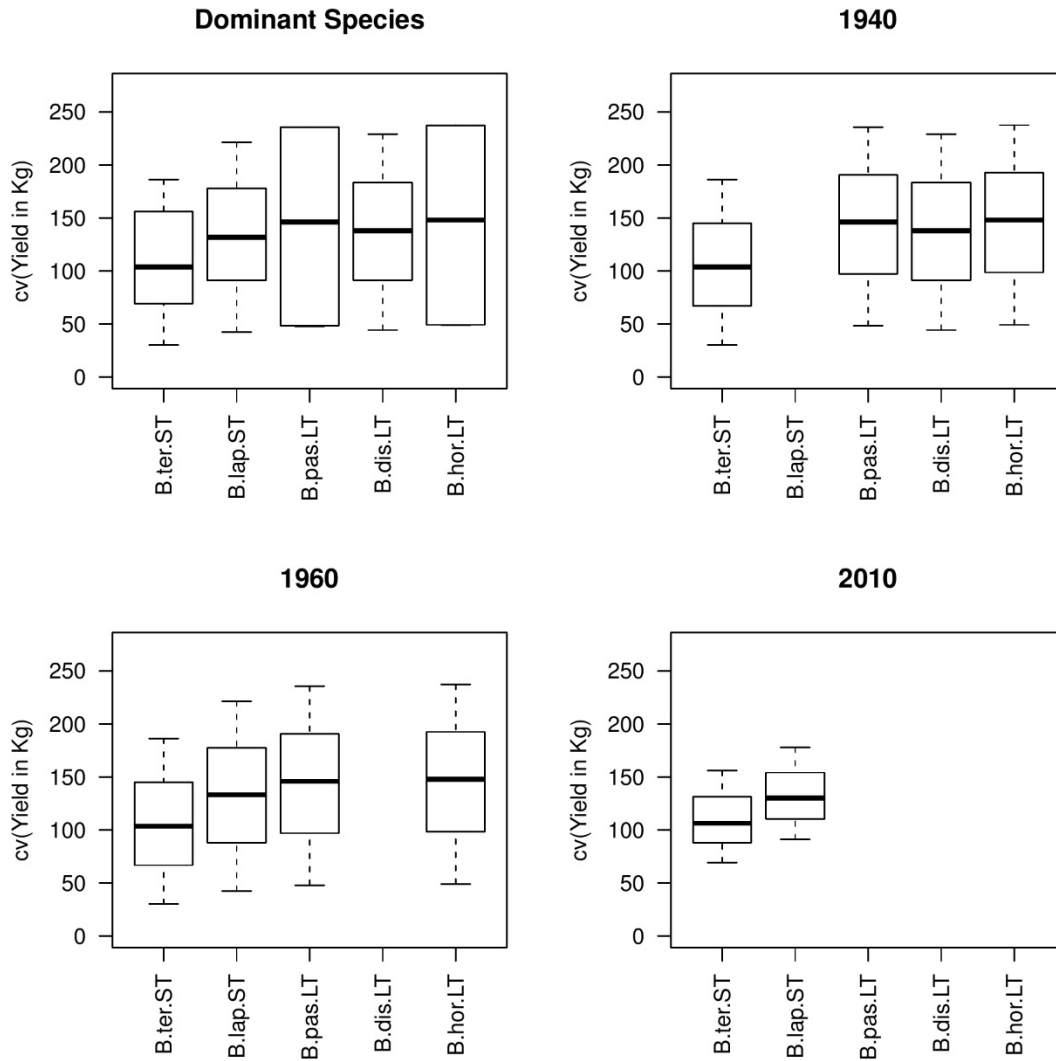 Dominant Species
cv(Yield in Kg)
250
200
150
100
50
0
B.ter.ST
B.lap.ST
B.pas.LT
B.dis.LT
B.hor.LT
1940
cv(Yield in Kg)
250
200
150
100
50
0
B.ter.ST
B.lap.ST
B.pas.LT
B.dis.LT
B.hor.LT
1960
cv(Yield in Kg)
250
200
150
100
50
0
B.ter.ST
B.lap.ST
B.pas.LT
B.dis.LT
B.hor.LT
2010
cv(Yield in Kg)
250
200
150
100
50
0
B.ter.ST
B.lap.ST
B.pas.LT
B.dis.LT
B.hor.LT